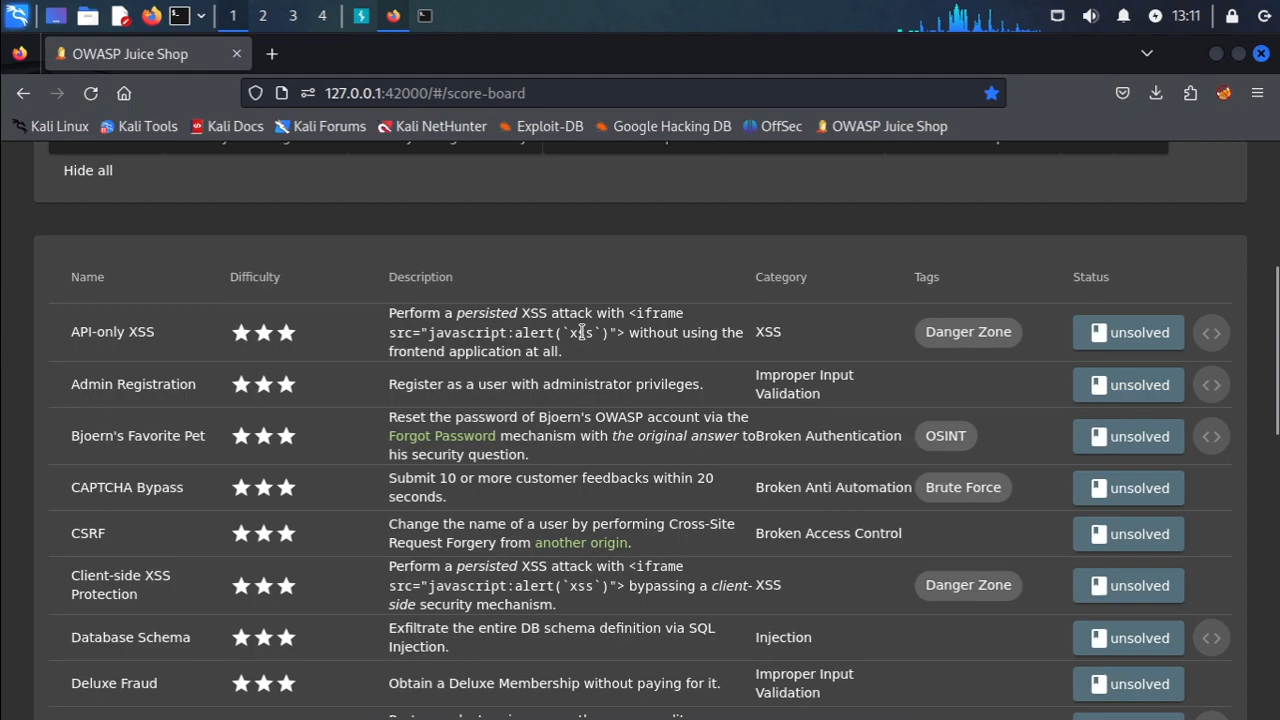 1 2 3 4 13:11
OWASP Juice Shop
127.0.0.1:42000/#/score-board
Kali Linux Kali Tools Kali Docs Kali Forums Kali NetHunter Exploit-DB Google Hacking DB OffSec OWASP Juice Shop
Hide all
Name Difficulty Description Category Tags Status
API-only XSS
Perform a persisted XSS attack with <iframe
src="javascript:alert(`xss`)"> without using the
frontend application at all.
XSS Danger Zone unsolved <>
Admin Registration
Register as a user with administrator privileges.
Improper Input
Validation
unsolved <>
Bjoern's Favorite Pet
Reset the password of Bjoern's OWASP account via the
Forgot Password mechanism with the original answer to
his security question.
Broken Authentication OSINT unsolved <>
CAPTCHA Bypass
Submit 10 or more customer feedbacks within 20
seconds.
Broken Anti Automation Brute Force unsolved
CSRF
Change the name of a user by performing Cross-Site
Request Forgery from another origin.
Broken Access Control unsolved
Client-side XSS
Protection
Perform a persisted XSS attack with <iframe
src="javascript:alert(`xss`)"> bypassing a client-
side security mechanism.
XSS Danger Zone unsolved
Database Schema
Exfiltrate the entire DB schema definition via SQL
Injection.
Injection unsolved <>
Deluxe Fraud
Obtain a Deluxe Membership without paying for it.
Improper Input
Validation
unsolved